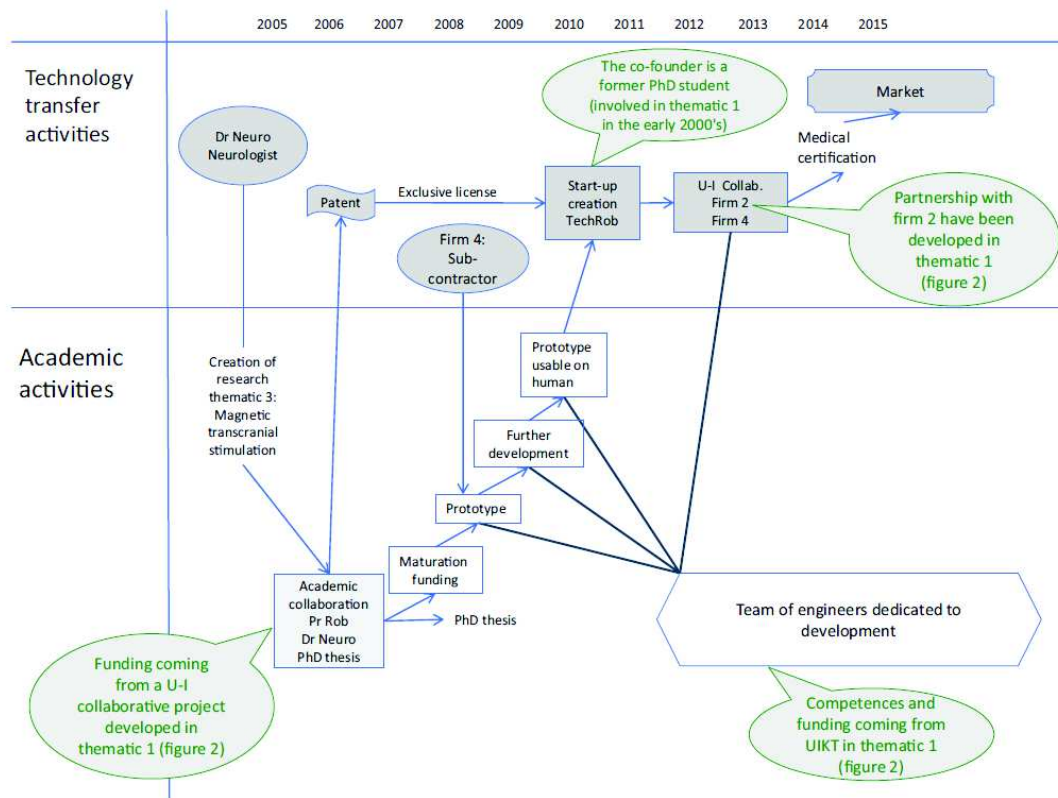 2005 2006 2007 2008 2009 2010 2011 2012 2013 2014 2015
Technology
transfer
activities
Dr Neuro
Neurologist
Patent
Exclusive license
Firm 4:
Sub-
contractor
The co-founder is a
former PhD student
(involved in thematic 1
in the early 2000's)
Start-up
creation
TechRob
U-I Collab.
Firm 2
Firm 4
Market
Medical
certification
Partnership with
firm 2 have been
developed in
thematic 1
(figure 2)
Academic
activities
Creation of
research
thematic 3:
Magnetic
transcranial
stimulation
Prototype
usable on
human
Further
development
Prototype
Maturation
funding
Academic
collaboration
Pr Rob
Dr Neuro
PhD thesis
PhD thesis
Team of engineers dedicated to
development
Funding coming
from a U-I
collaborative project
developed in
thematic 1 (figure 2)
Competences and
funding coming from
UIKT in thematic 1
(figure 2)